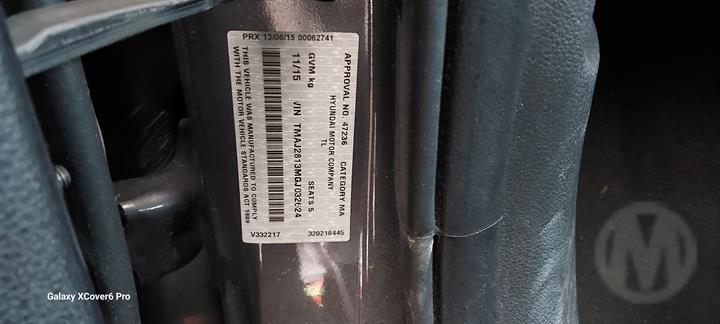 PRX 13/08/15 00062741
APPROVAL NO. 47236 CATEGORY MA
HYUNDAI MOTOR COMPANY
TL
GVM kg SEATS 5
11/15 VIN TMAJ2813MGJ032624
THIS VEHICLE WAS MANUFACTURED TO COMPLY
WITH THE MOTOR VEHICLE STANDARDS ACT 1989
V332217 320218445
Galaxy XCover6 Pro
M